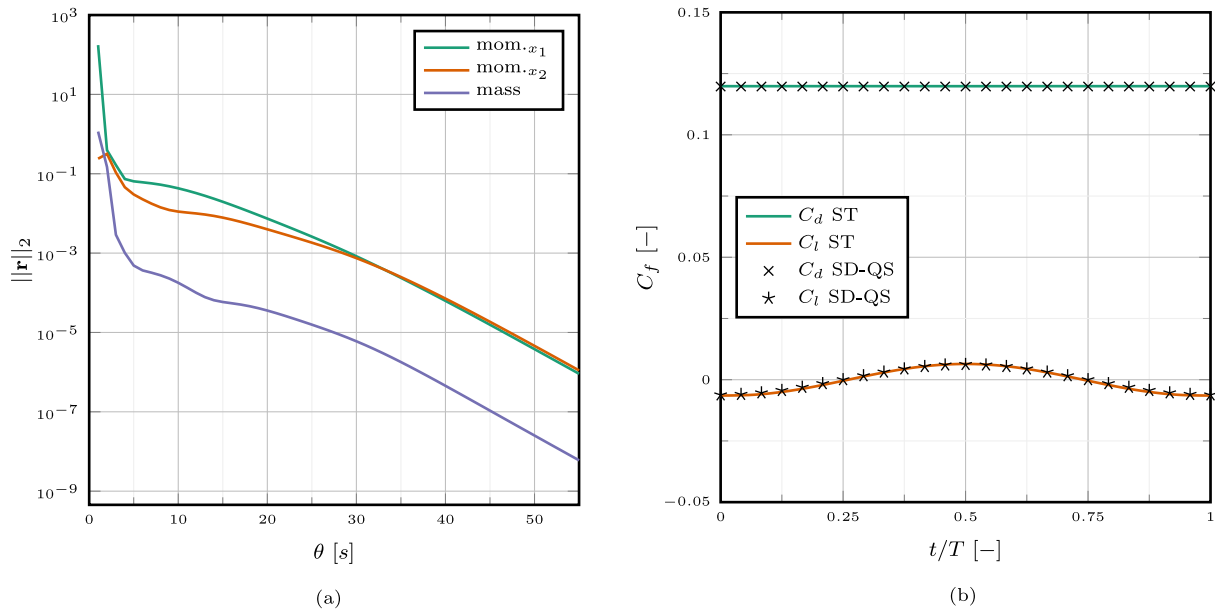 10^3
10^1
10^−1
10^−3
10^−5
10^−7
10^−9
||r||_2
0 10 20 30 40 50
θ [s]
mom._{x_1}
mom._{x_2}
mass
(a)
0.15
0.1
0.05
0
−0.05
C_f [−]
0 0.25 0.5 0.75 1
t/T [−]
C_d ST
C_l ST
C_d SD-QS
C_l SD-QS
(b)